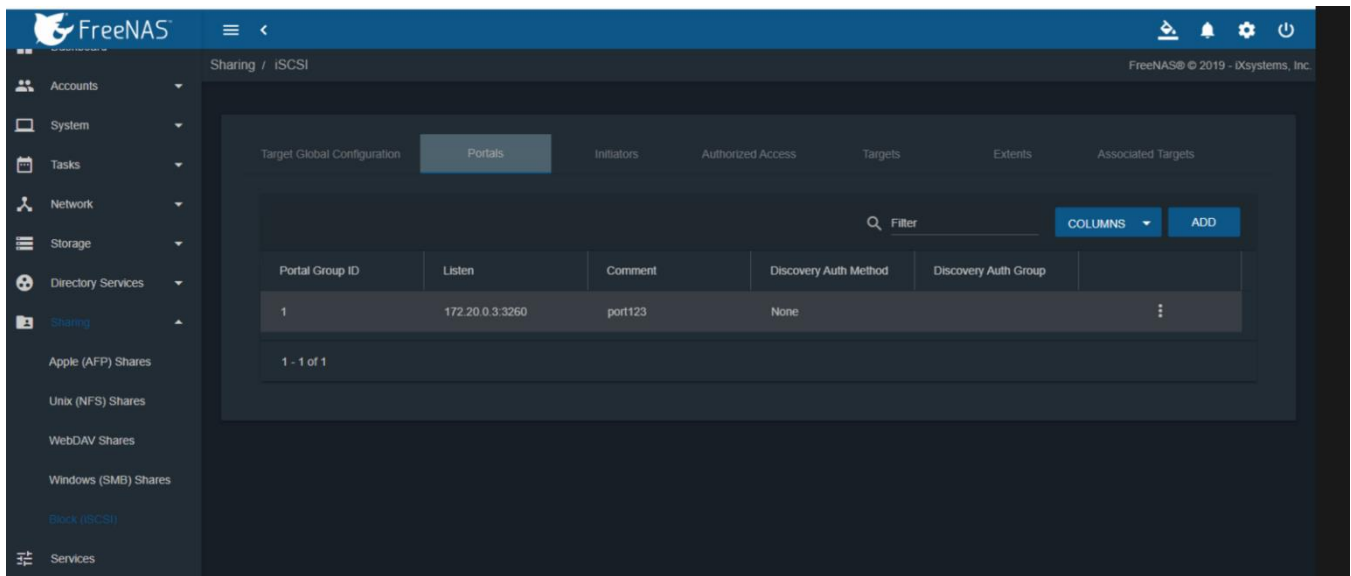 FreeNAS
Sharing / iSCSI
FreeNAS® © 2019 - iXsystems, Inc.
Dashboard
Accounts
System
Tasks
Network
Storage
Directory Services
Sharing
Apple (AFP) Shares
Unix (NFS) Shares
WebDAV Shares
Windows (SMB) Shares
Block (iSCSI)
Services
Target Global Configuration
Portals
Initiators
Authorized Access
Targets
Extents
Associated Targets
Filter
COLUMNS
ADD
Portal Group ID Listen Comment Discovery Auth Method Discovery Auth Group
1 172.20.0.3:3260 port123 None
1 - 1 of 1